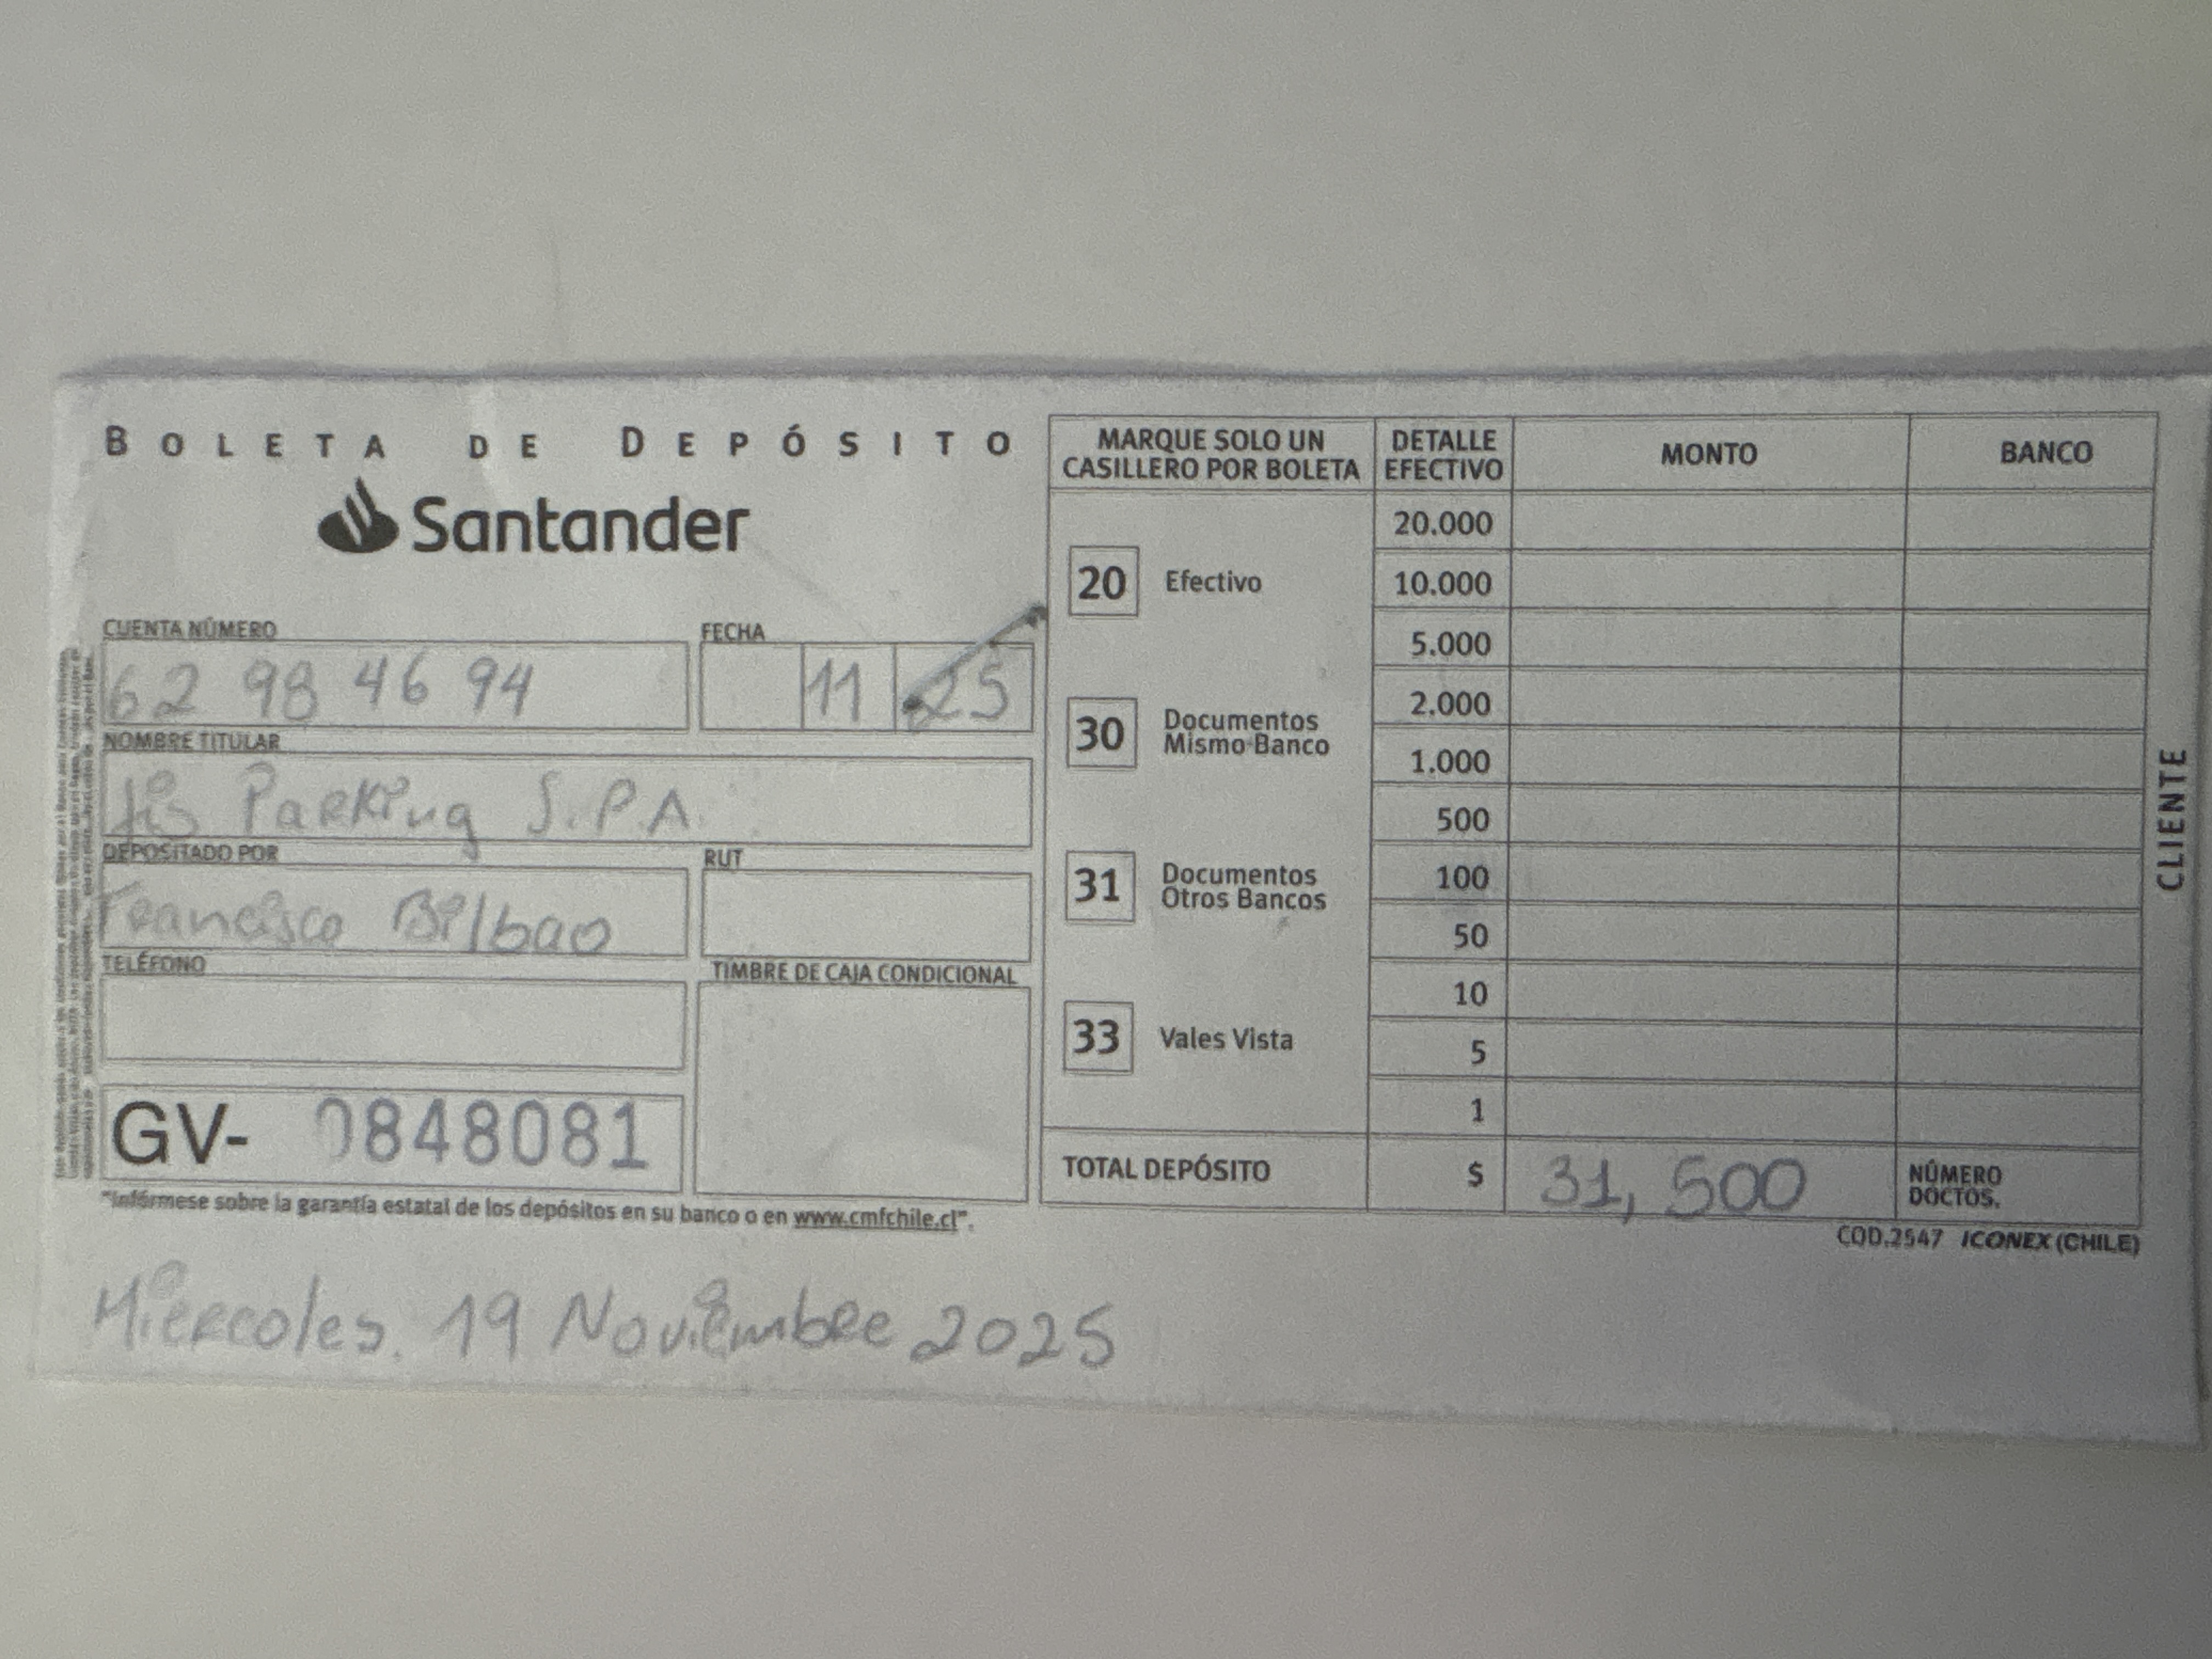 BOLETA DE DEPÓSITO
Santander
CUENTA NÚMERO
62 98 46 94
FECHA
11 25
NOMBRE TITULAR
Jis Parking S.P.A.
DEPOSITADO POR
Francisco Bilbao
RUT
TELÉFONO
TIMBRE DE CAJA CONDICIONAL
GV- 0848081
"Infórmese sobre la garantía estatal de los depósitos en su banco o en www.cmfchile.cl".
MARQUE SOLO UN
CASILLERO POR BOLETA
20 Efectivo
30 Documentos
Mismo Banco
31 Documentos
Otros Bancos
33 Vales Vista
DETALLE
EFECTIVO
MONTO
BANCO
20.000
10.000
5.000
2.000
1.000
500
100
50
10
5
1
TOTAL DEPÓSITO $ 31,500
NÚMERO
DOCTOS.
COD.2547 ICONEX (CHILE)
CLIENTE
Miercoles. 19 Noviembre 2025